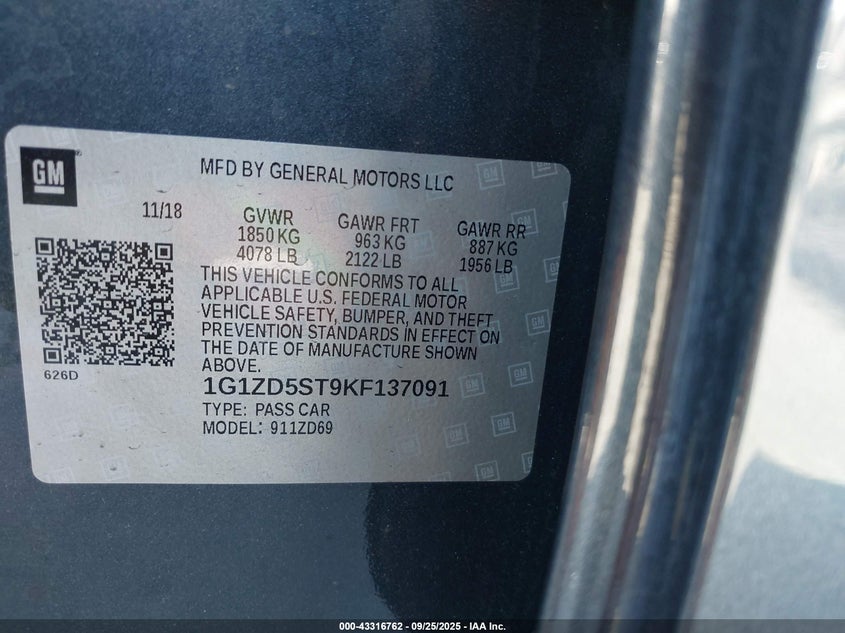 GM
MFD BY GENERAL MOTORS LLC
11/18
GVWR
1850 KG
4078 LB
GAWR FRT
963 KG
2122 LB
GAWR RR
887 KG
1956 LB
THIS VEHICLE CONFORMS TO ALL
APPLICABLE U.S. FEDERAL MOTOR
VEHICLE SAFETY, BUMPER, AND THEFT
PREVENTION STANDARDS IN EFFECT ON
THE DATE OF MANUFACTURE SHOWN
ABOVE.
626D
1G1ZD5ST9KF137091
TYPE: PASS CAR
MODEL: 911ZD69
000-43316762 - 09/25/2025 - IAA Inc.